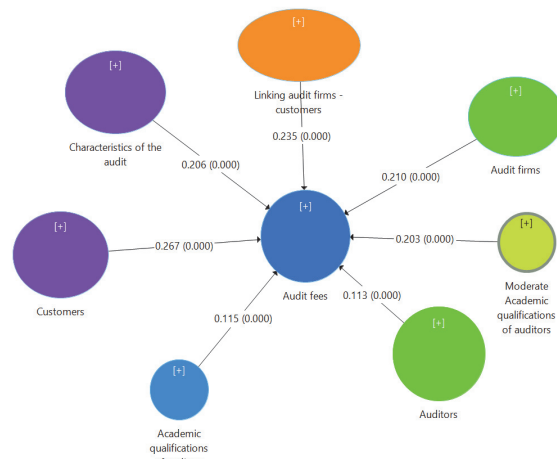 [+]
Linking audit firms -
customers
[+]
Characteristics of the
audit
[+]
Audit firms
0.235 (0.000)
0.206 (0.000)
0.210 (0.000)
[+]
Audit fees
[+]
Customers
0.267 (0.000)
0.203 (0.000)
[+]
Moderate
Academic
qualifications
of auditors
0.115 (0.000)
0.113 (0.000)
[+]
Academic
qualifications
[+]
Auditors